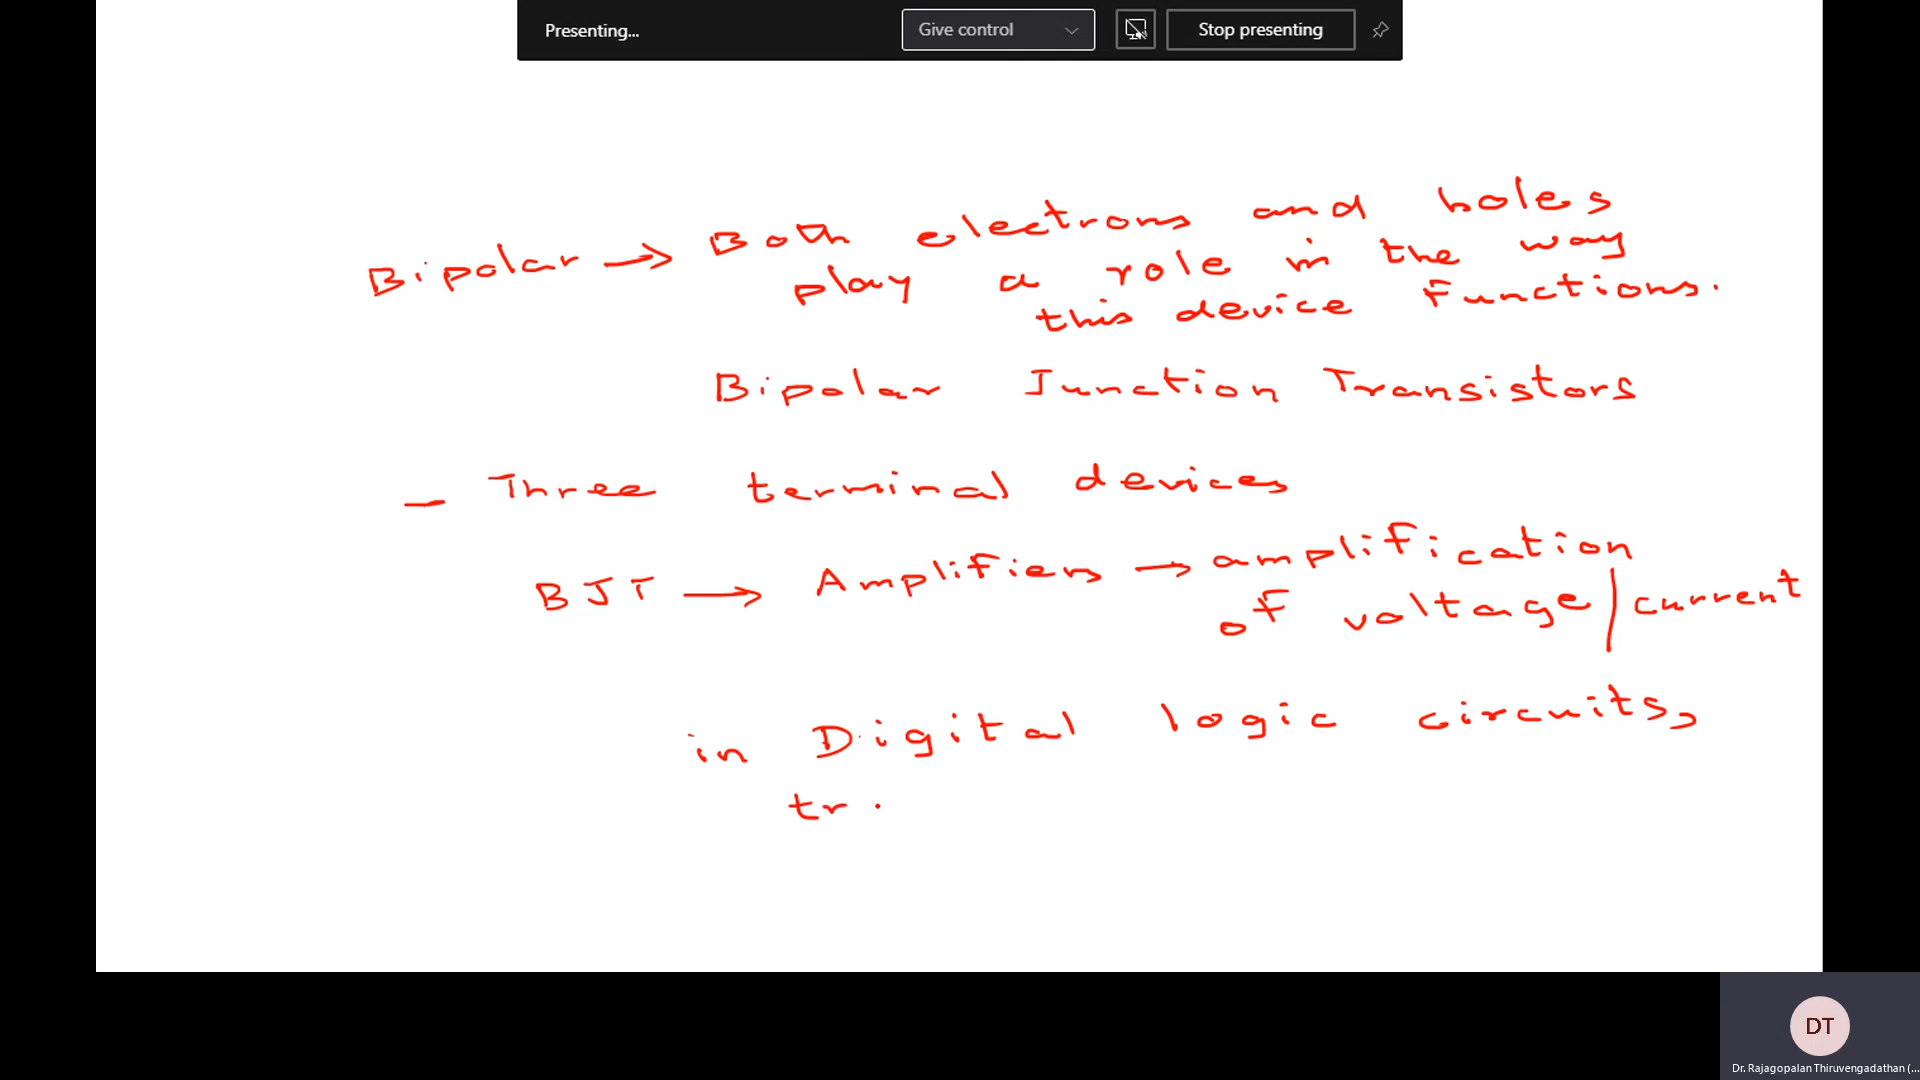 Presenting...
Give control
Stop presenting
Bipolar → Both electrons and holes
play a role in the way
this device Functions.
Bipolar Junction Transistors
- Three terminal devices
BJT → Amplifiers → amplification
of voltage | current
in Digital logic circuits,
tr
DT
Dr. Rajagopalan Thiruvengadathan (...